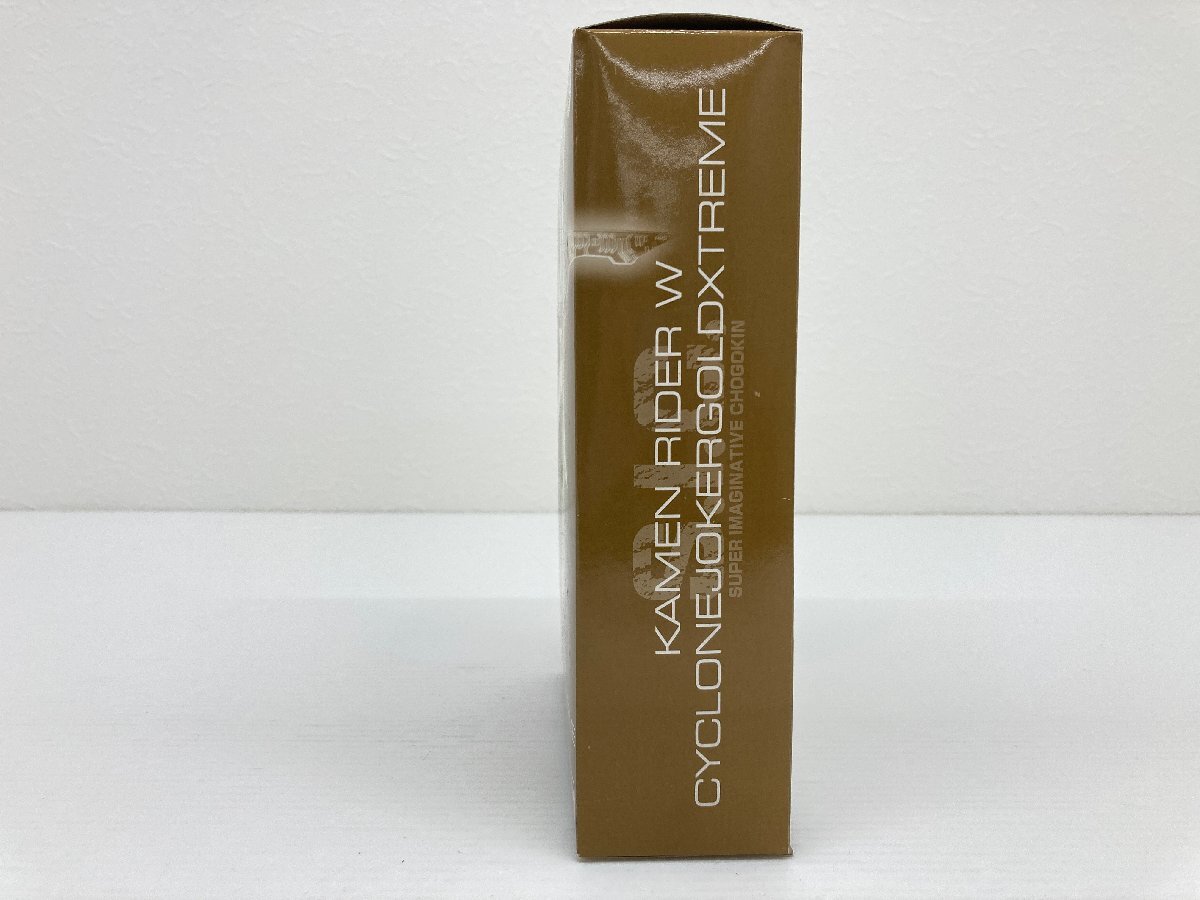 KAMEN RIDER W
CYCLONEJOKERGOLDXTREME
S.I.C.
SUPER IMAGINATIVE CHOGOKIN